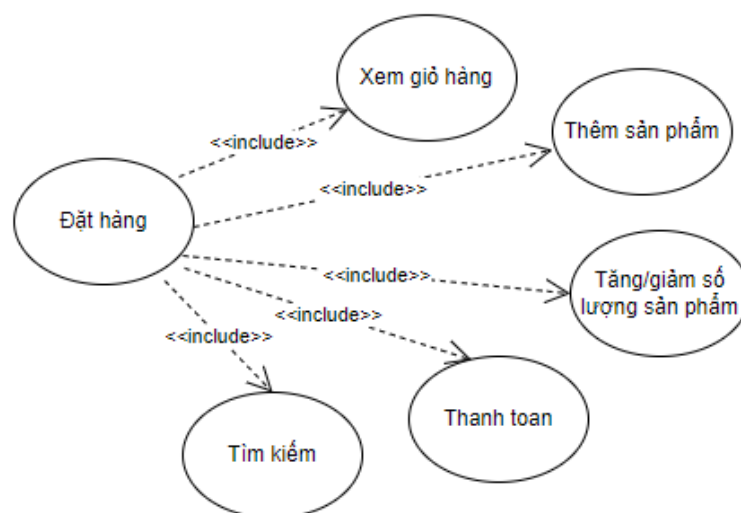 Xem giỏ hàng
Thêm sản phẩm
<<include>>
<<include>>
Đặt hàng
<<include>>
Tăng/giảm số
lượng sản phẩm
<<include>>
<<include>>
Thanh toan
Tìm kiếm